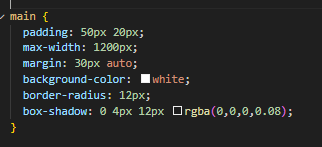 main {
padding: 50px 20px;
max-width: 1200px;
margin: 30px auto;
background-color: white;
border-radius: 12px;
box-shadow: 0 4px 12px rgba(0,0,0,0.08);
}